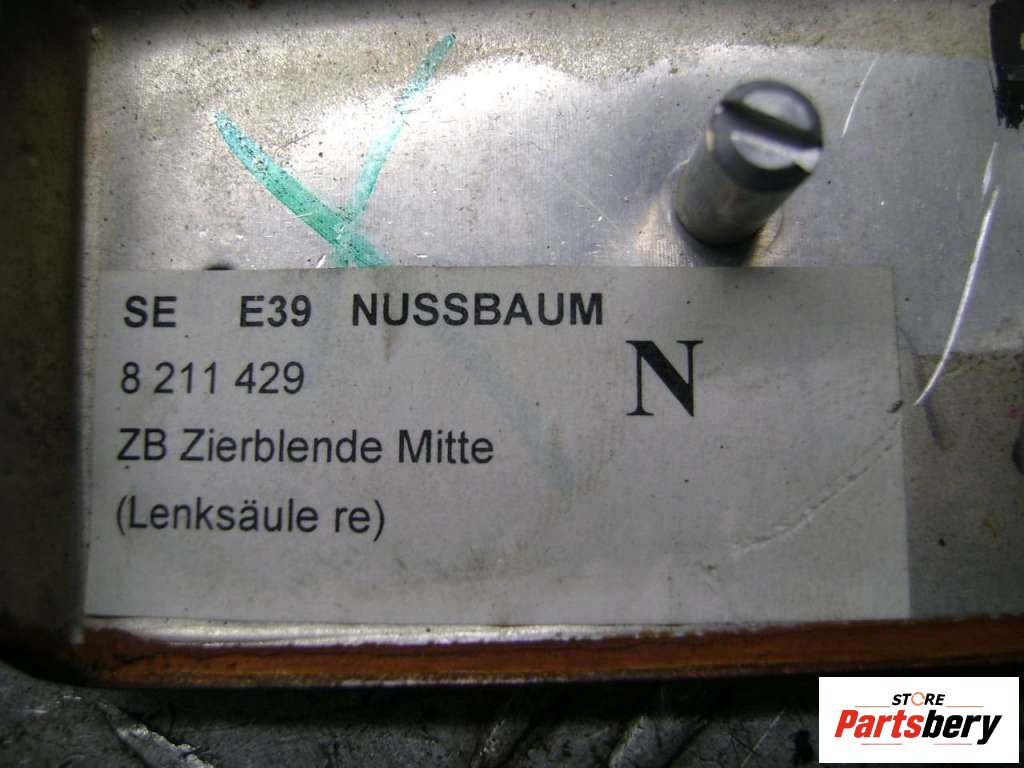 SE E39 NUSSBAUM
8 211 429
N
ZB Zierblende Mitte
(Lenksäule re)
STORE
Partsbery